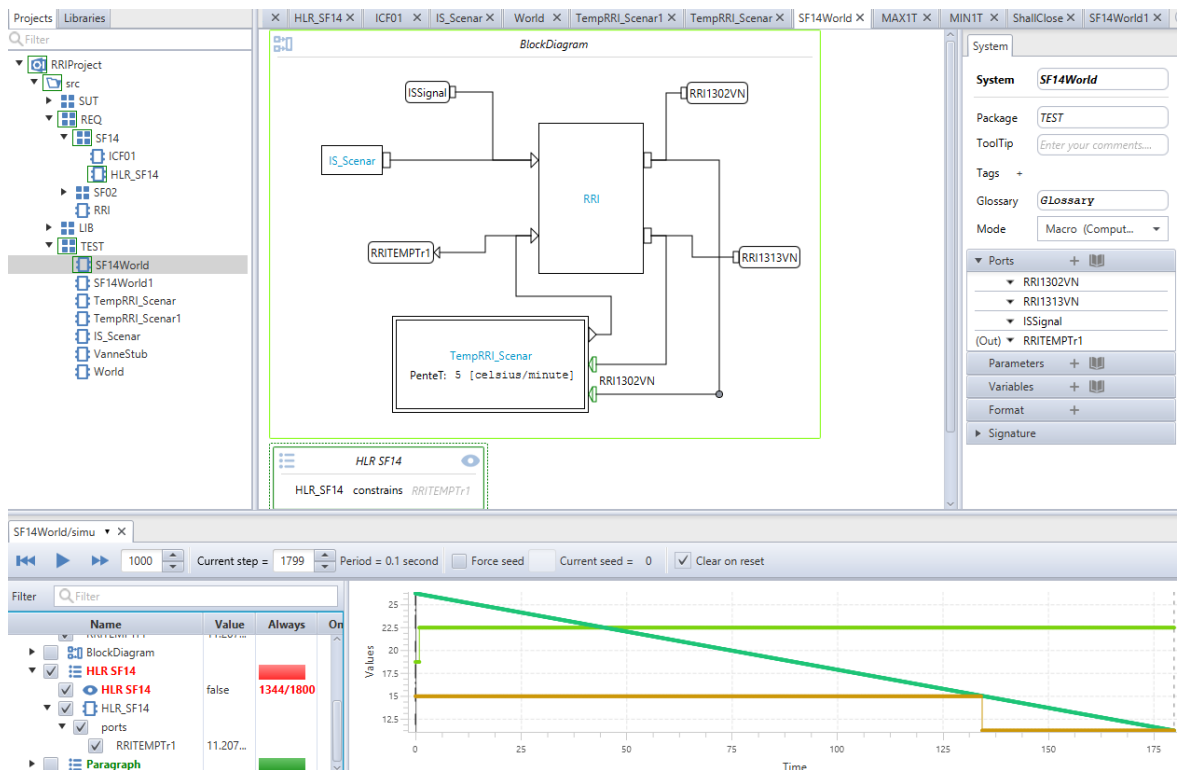 Projects Libraries
HLR_SF14 ICF01 IS_Scenar World TempRRI_Scenar1 TempRRI_Scenar SF14World MAX1T MIN1T ShallClose SF14World1
Filter
RRIProject
src
SUT
REQ
SF14
ICF01
HLR_SF14
SF02
RRI
LIB
TEST
SF14World
SF14World1
TempRRI_Scenar
TempRRI_Scenar1
IS_Scenar
VanneStub
World
BlockDiagram
ISSignal
RRI1302VN
IS_Scenar
RRI
RRITEMPTr1
RRI1313VN
TempRRI_Scenar
PenteT: 5 [celsius/minute]
RRI1302VN
HLR SF14
HLR_SF14 constrains RRITEMPTr1
System
System SF14World
Package TEST
ToolTip Enter your comments....
Tags +
Glossary Glossary
Mode Macro (Comput...
Ports +
RRI1302VN
RRI1313VN
ISSignal
(Out) RRITEMPTr1
Parameters +
Variables +
Format +
Signature
SF14World/simu
1000 Current step = 1799 Period = 0.1 second Force seed Current seed = 0 Clear on reset
Filter Filter
Name Value Always On
RRITEMPTr1 11.207...
BlockDiagram
HLR SF14
HLR SF14 false 1344/1800
HLR_SF14
ports
RRITEMPTr1 11.207...
Paragraph
Values
25
22.5
20
17.5
15
12.5
0 25 50 75 100 125 150 175
Time